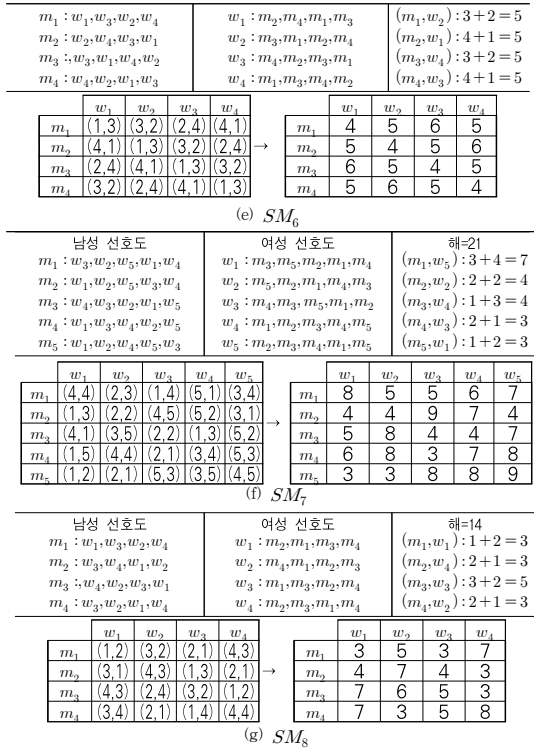 m₁ : w₁,w₃,w₂,w₄ w₁ : m₂,m₄,m₁,m₃ (m₁,w₂) : 3+2=5
m₂ : w₂,w₄,w₃,w₁ w₂ : m₃,m₁,m₂,m₄ (m₂,w₁) : 4+1=5
m₃ :,w₃,w₁,w₄,w₂ w₃ : m₄,m₂,m₃,m₁ (m₃,w₄) : 3+2=5
m₄ : w₄,w₂,w₁,w₃ w₄ : m₁,m₃,m₄,m₂ (m₄,w₃) : 4+1=5
w₁ w₂ w₃ w₄ w₁ w₂ w₃ w₄
m₁ (1,3) (3,2) (2,4) (4,1) m₁ 4 5 6 5
m₂ (4,1) (1,3) (3,2) (2,4) → m₂ 5 4 5 6
m₃ (2,4) (4,1) (1,3) (3,2) m₃ 6 5 4 5
m₄ (3,2) (2,4) (4,1) (1,3) m₄ 5 6 5 4
(e) SM₆
남성 선호도 여성 선호도 해=21
m₁ : w₃,w₂,w₅,w₁,w₄ w₁ : m₃,m₅,m₂,m₁,m₄ (m₁,w₅) : 3+4=7
m₂ : w₁,w₂,w₅,w₃,w₄ w₂ : m₅,m₂,m₁,m₄,m₃ (m₂,w₂) : 2+2=4
m₃ : w₄,w₃,w₂,w₁,w₅ w₃ : m₄,m₃,m₅,m₁,m₂ (m₃,w₄) : 1+3=4
m₄ : w₁,w₃,w₄,w₂,w₅ w₄ : m₁,m₂,m₃,m₄,m₅ (m₄,w₃) : 2+1=3
m₅ : w₁,w₂,w₄,w₅,w₃ w₅ : m₂,m₃,m₄,m₁,m₅ (m₅,w₁) : 1+2=3
w₁ w₂ w₃ w₄ w₅ w₁ w₂ w₃ w₄ w₅
m₁ (4,4) (2,3) (1,4) (5,1) (3,4) m₁ 8 5 5 6 7
m₂ (1,3) (2,2) (4,5) (5,2) (3,1) → m₂ 4 4 9 7 4
m₃ (4,1) (3,5) (2,2) (1,3) (5,2) m₃ 5 8 4 4 7
m₄ (1,5) (4,4) (2,1) (3,4) (5,3) m₄ 6 8 3 7 8
m₅ (1,2) (2,1) (5,3) (3,5) (4,5) m₅ 3 3 8 8 9
(f) SM₇
남성 선호도 여성 선호도 해=14
m₁ : w₁,w₃,w₂,w₄ w₁ : m₂,m₁,m₃,m₄ (m₁,w₁) : 1+2=3
m₂ : w₃,w₄,w₁,w₂ w₂ : m₄,m₁,m₂,m₃ (m₂,w₄) : 2+1=3
m₃ :,w₄,w₂,w₃,w₁ w₃ : m₁,m₃,m₂,m₄ (m₃,w₃) : 3+2=5
m₄ : w₃,w₂,w₁,w₄ w₄ : m₂,m₃,m₁,m₄ (m₄,w₂) : 2+1=3
w₁ w₂ w₃ w₄ w₁ w₂ w₃ w₄
m₁ (1,2) (3,2) (2,1) (4,3) m₁ 3 5 3 7
m₂ (3,1) (4,3) (1,3) (2,1) → m₂ 4 7 4 3
m₃ (4,3) (2,4) (3,2) (1,2) m₃ 7 6 5 3
m₄ (3,4) (2,1) (1,4) (4,4) m₄ 7 3 5 8
(g) SM₈